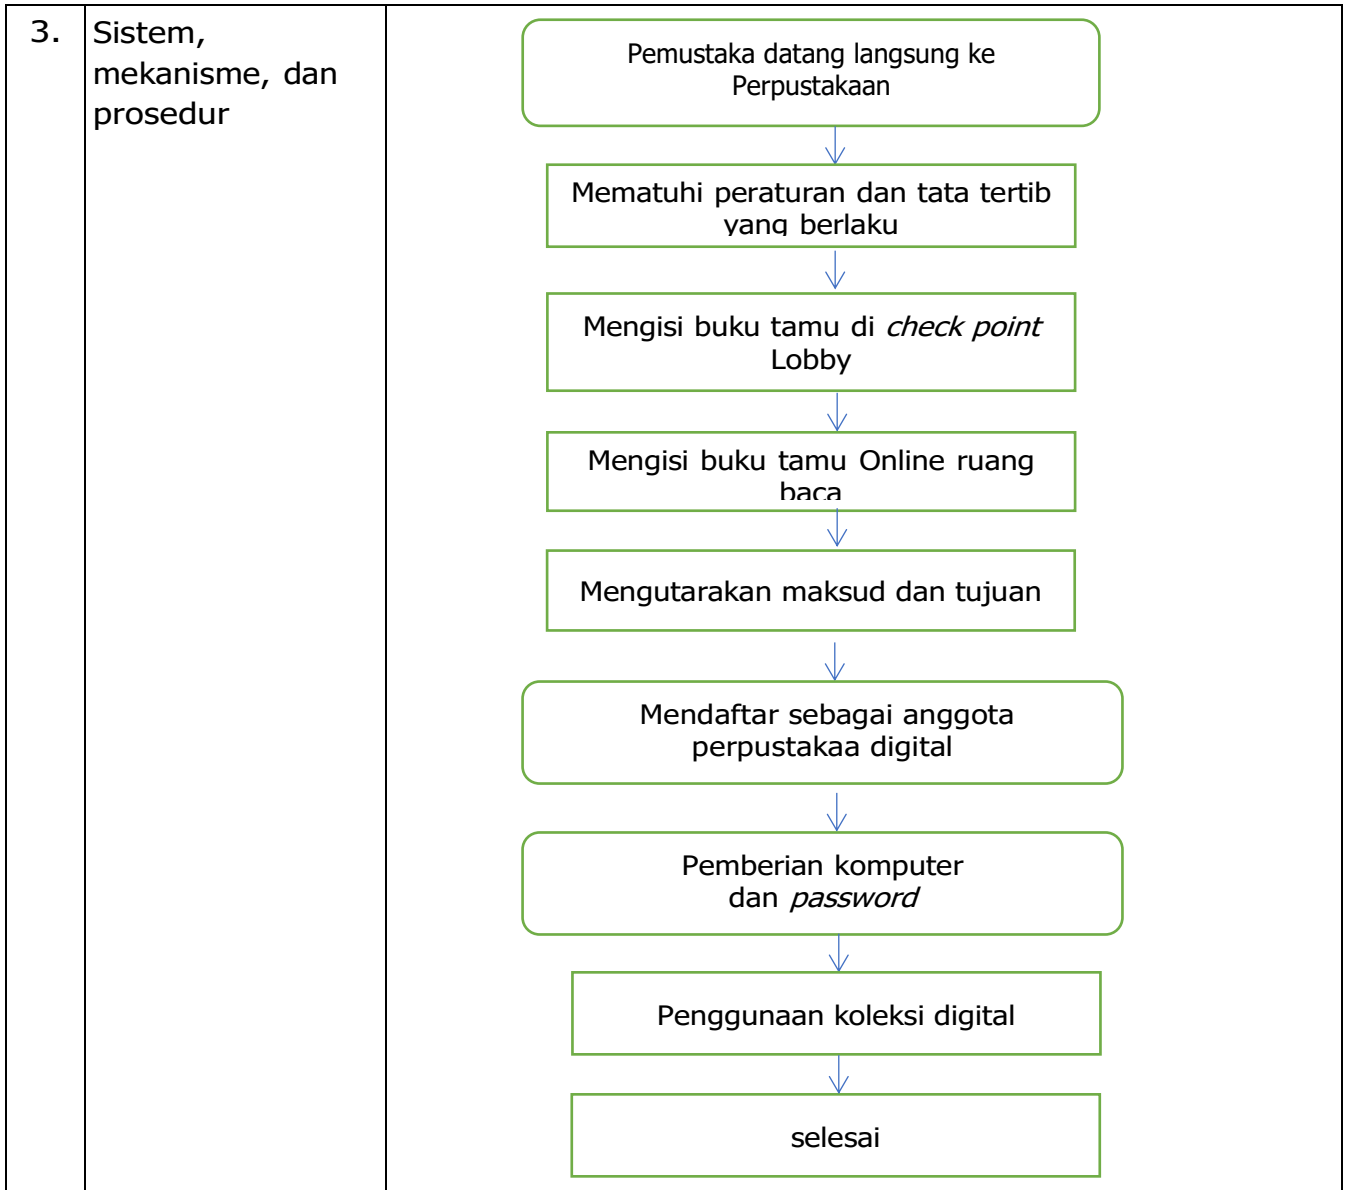 3.
Sistem,
mekanisme, dan
prosedur
Pemustaka datang langsung ke
Perpustakaan
Mematuhi peraturan dan tata tertib
yang berlaku
Mengisi buku tamu di check point
Lobby
Mengisi buku tamu Online ruang
baca
Mengutarakan maksud dan tujuan
Mendaftar sebagai anggota
perpustakaa digital
Pemberian komputer
dan password
Penggunaan koleksi digital
selesai